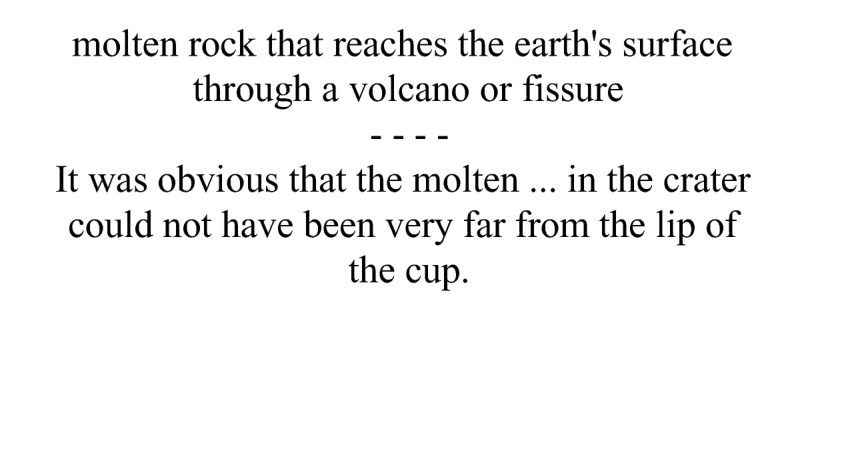 molten rock that reaches the earth's surface
through a volcano or fissure
- - - -
It was obvious that the molten ... in the crater
could not have been very far from the lip of
the cup.